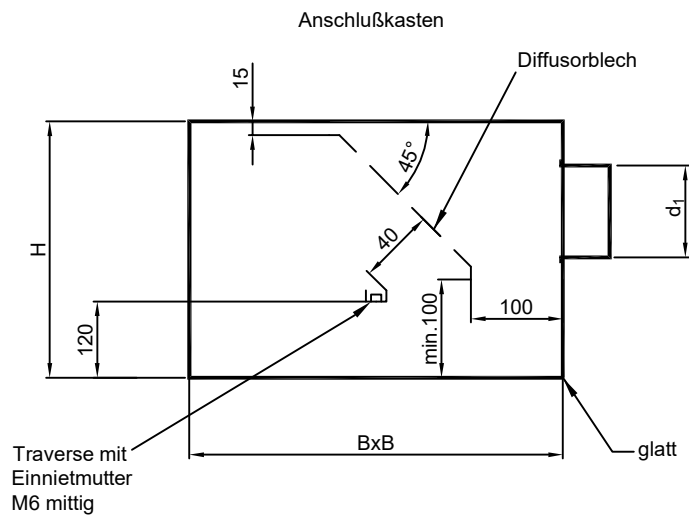 Anschlußkasten
Diffusorblech
15
45°
d1
40
H
120
min.100
100
BxB
glatt
Traverse mit
Einnietmutter
M6 mittig